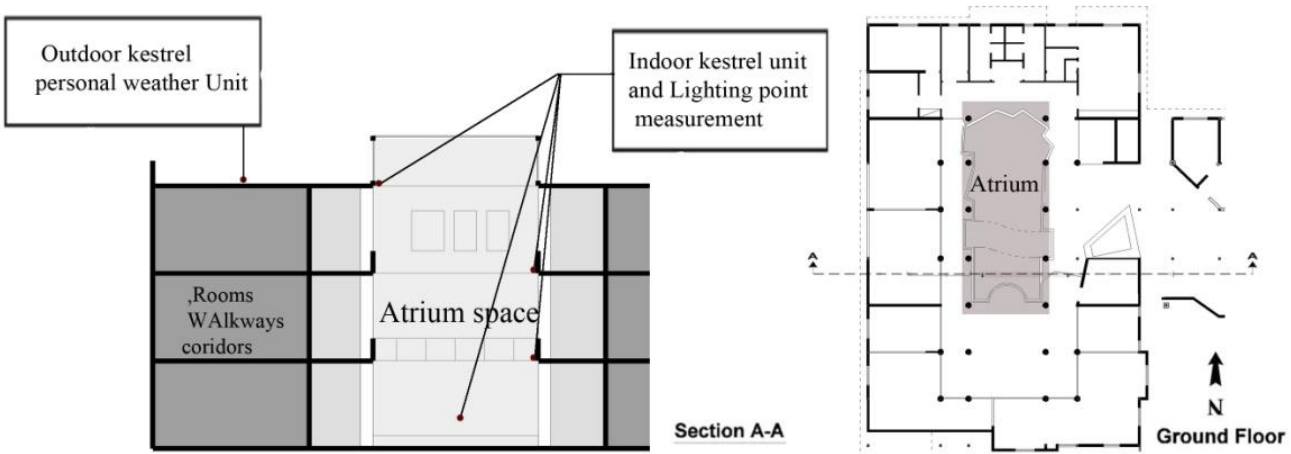 Outdoor kestrel
personal weather Unit
Indoor kestrel unit
and Lighting point
measurement
,Rooms
WAlkways
coridors
Atrium space
Section A-A
Atrium
A
A
N
Ground Floor